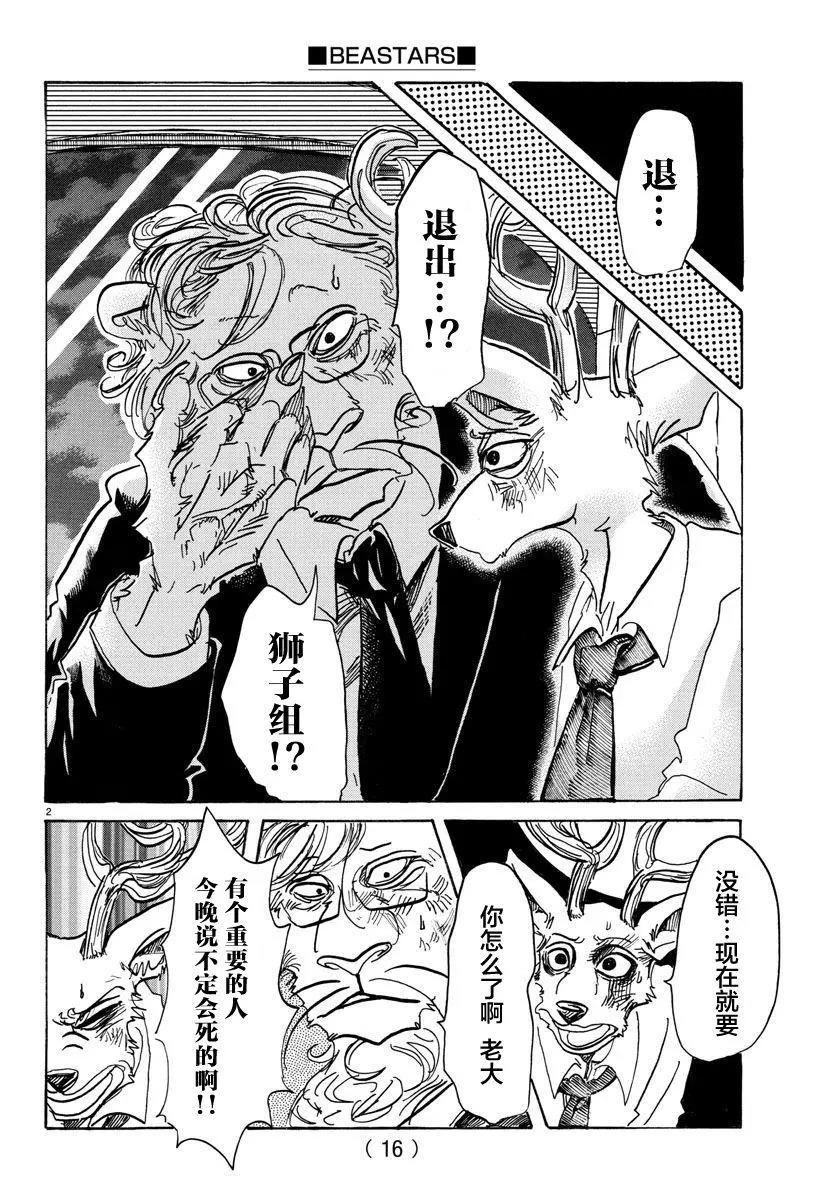 ■BEASTARS■
退…
退出…!?
狮子组!?
2
没错…现在就要
你怎么了啊 老大
有个重要的人
今晚说不定会死的啊!!
( 16 )